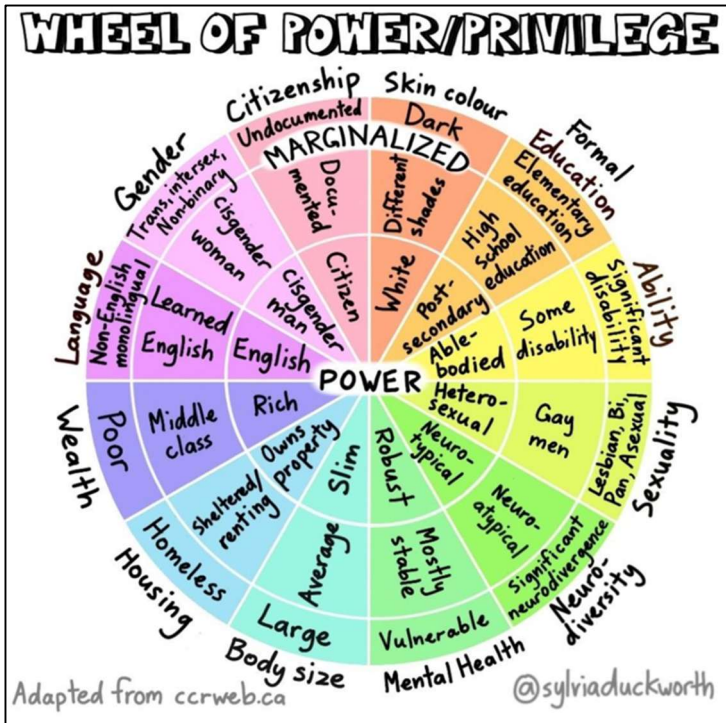 WHEEL OF POWER/PRIVILEGE
Citizenship
Undocumented
Docu-
mented
Citizen
Skin colour
Dark
Different
shades
White
Formal
Education
Elementary
education
High
School
education
Post-
secondary
Ability
Significant
disability
Some
disability
Able-
bodied
Sexuality
Lesbian, Bi,
Pan, Asexual
Gay
men
Hetero-
sexual
Neuro-
diversity
Significant
neurodivergence
Neuro-
atypical
Neuro-
typical
Mental Health
Vulnerable
Mostly
stable
Robust
Body size
Large
Average
Slim
Housing
Homeless
Sheltered/
renting
Owns
property
Wealth
Poor
Middle
class
Rich
Language
Non-English
monolingual
Learned
English
English
Gender
Trans, intersex,
Non-binary
Cisgender
woman
Cisgender
man
MARGINALIZED
POWER
Adapted from ccrweb.ca
@sylviaduckworth